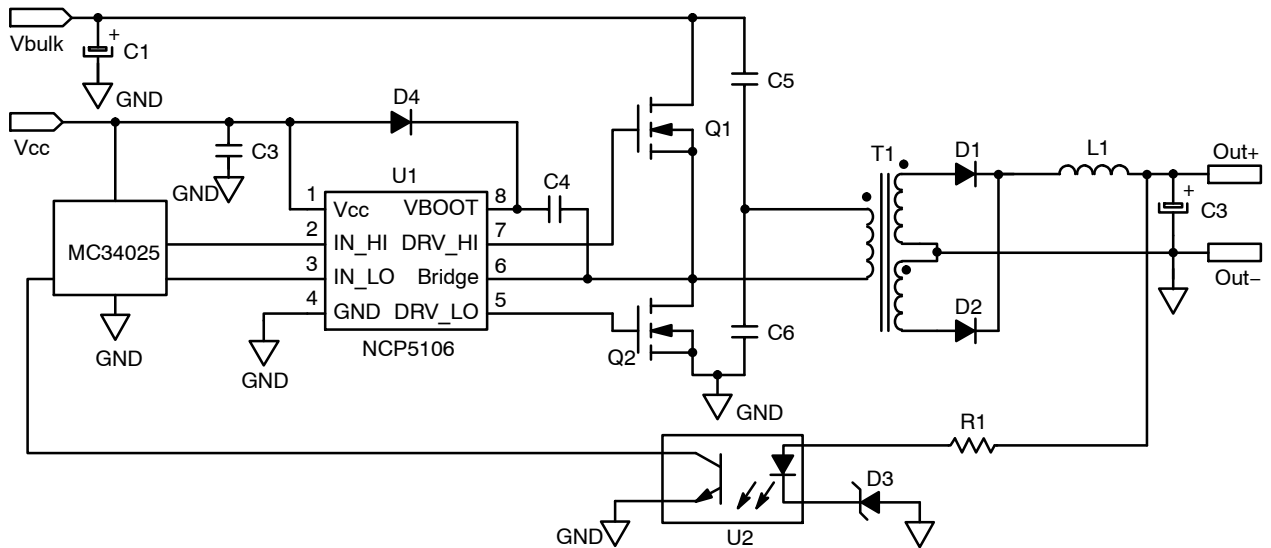 Vbulk
+
C1
GND
Q1
C5
D4
Vcc
C3
GND
U1
C4
T1
D1
L1
Out+
+
C3
1
Vcc
VBOOT
8
MC34025
2
IN_HI
DRV_HI
7
3
IN_LO
Bridge
6
4
GND
DRV_LO
5
Out–
D2
GND
GND
NCP5106
Q2
C6
GND
R1
D3
GND
U2